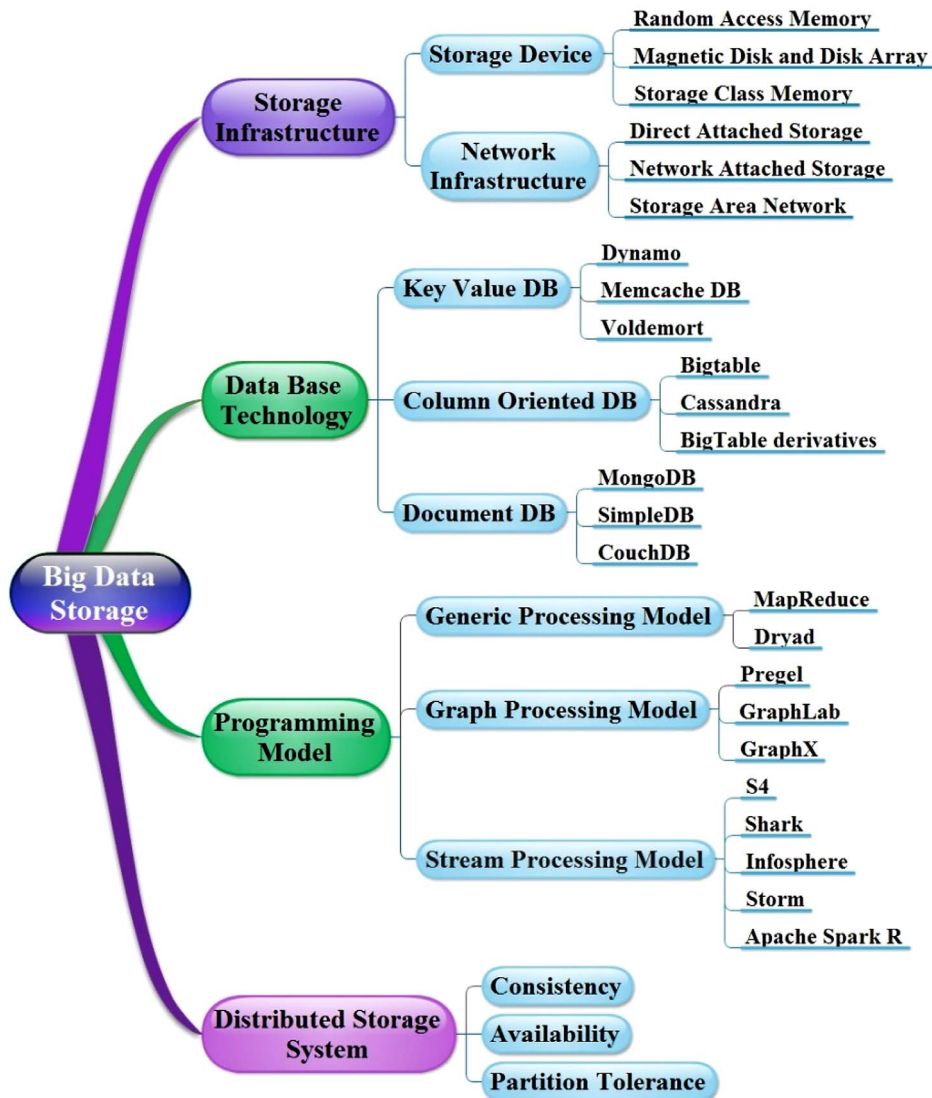 Random Access Memory
Storage Device
Magnetic Disk and Disk Array
Storage
Infrastructure
Storage Class Memory
Direct Attached Storage
Network
Infrastructure
Network Attached Storage
Storage Area Network
Dynamo
Key Value DB
Memcache DB
Voldemort
Bigtable
Data Base
Technology
Column Oriented DB
Cassandra
BigTable derivatives
MongoDB
Document DB
SimpleDB
CouchDB
Big Data
Storage
MapReduce
Generic Processing Model
Dryad
Pregel
Programming
Model
Graph Processing Model
GraphLab
GraphX
S4
Shark
Stream Processing Model
Infosphere
Storm
Apache Spark R
Consistency
Distributed Storage
System
Availability
Partition Tolerance